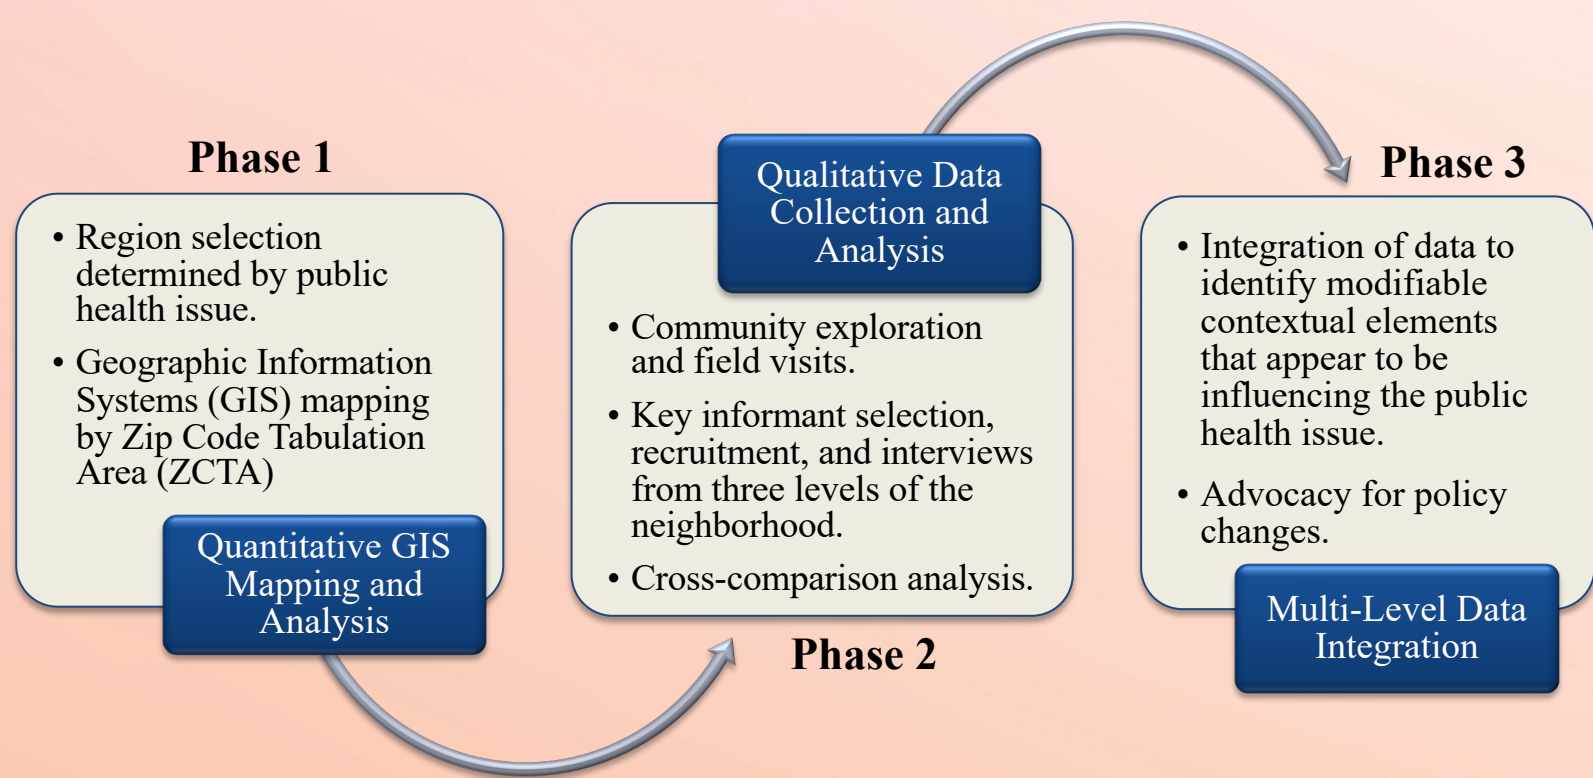 Phase 1
• Region selection
determined by public
health issue.
• Geographic Information
Systems (GIS) mapping
by Zip Code Tabulation
Area (ZCTA)
Quantitative GIS
Mapping and
Analysis
Qualitative Data
Collection and
Analysis
• Community exploration
and field visits.
• Key informant selection,
recruitment, and interviews
from three levels of the
neighborhood.
• Cross-comparison analysis.
Phase 2
Phase 3
• Integration of data to
identify modifiable
contextual elements
that appear to be
influencing the public
health issue.
• Advocacy for policy
changes.
Multi-Level Data
Integration